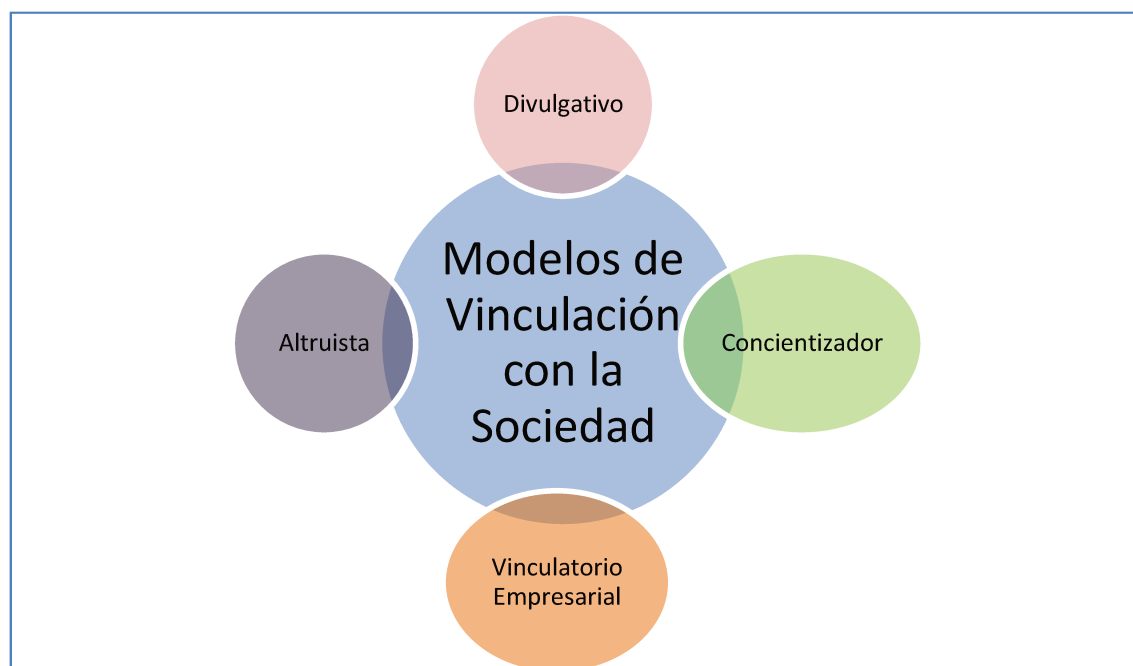 Divulgativo
Modelos de
Vinculación
con la
Sociedad
Altruista
Concientizador
Vinculatorio
Empresarial